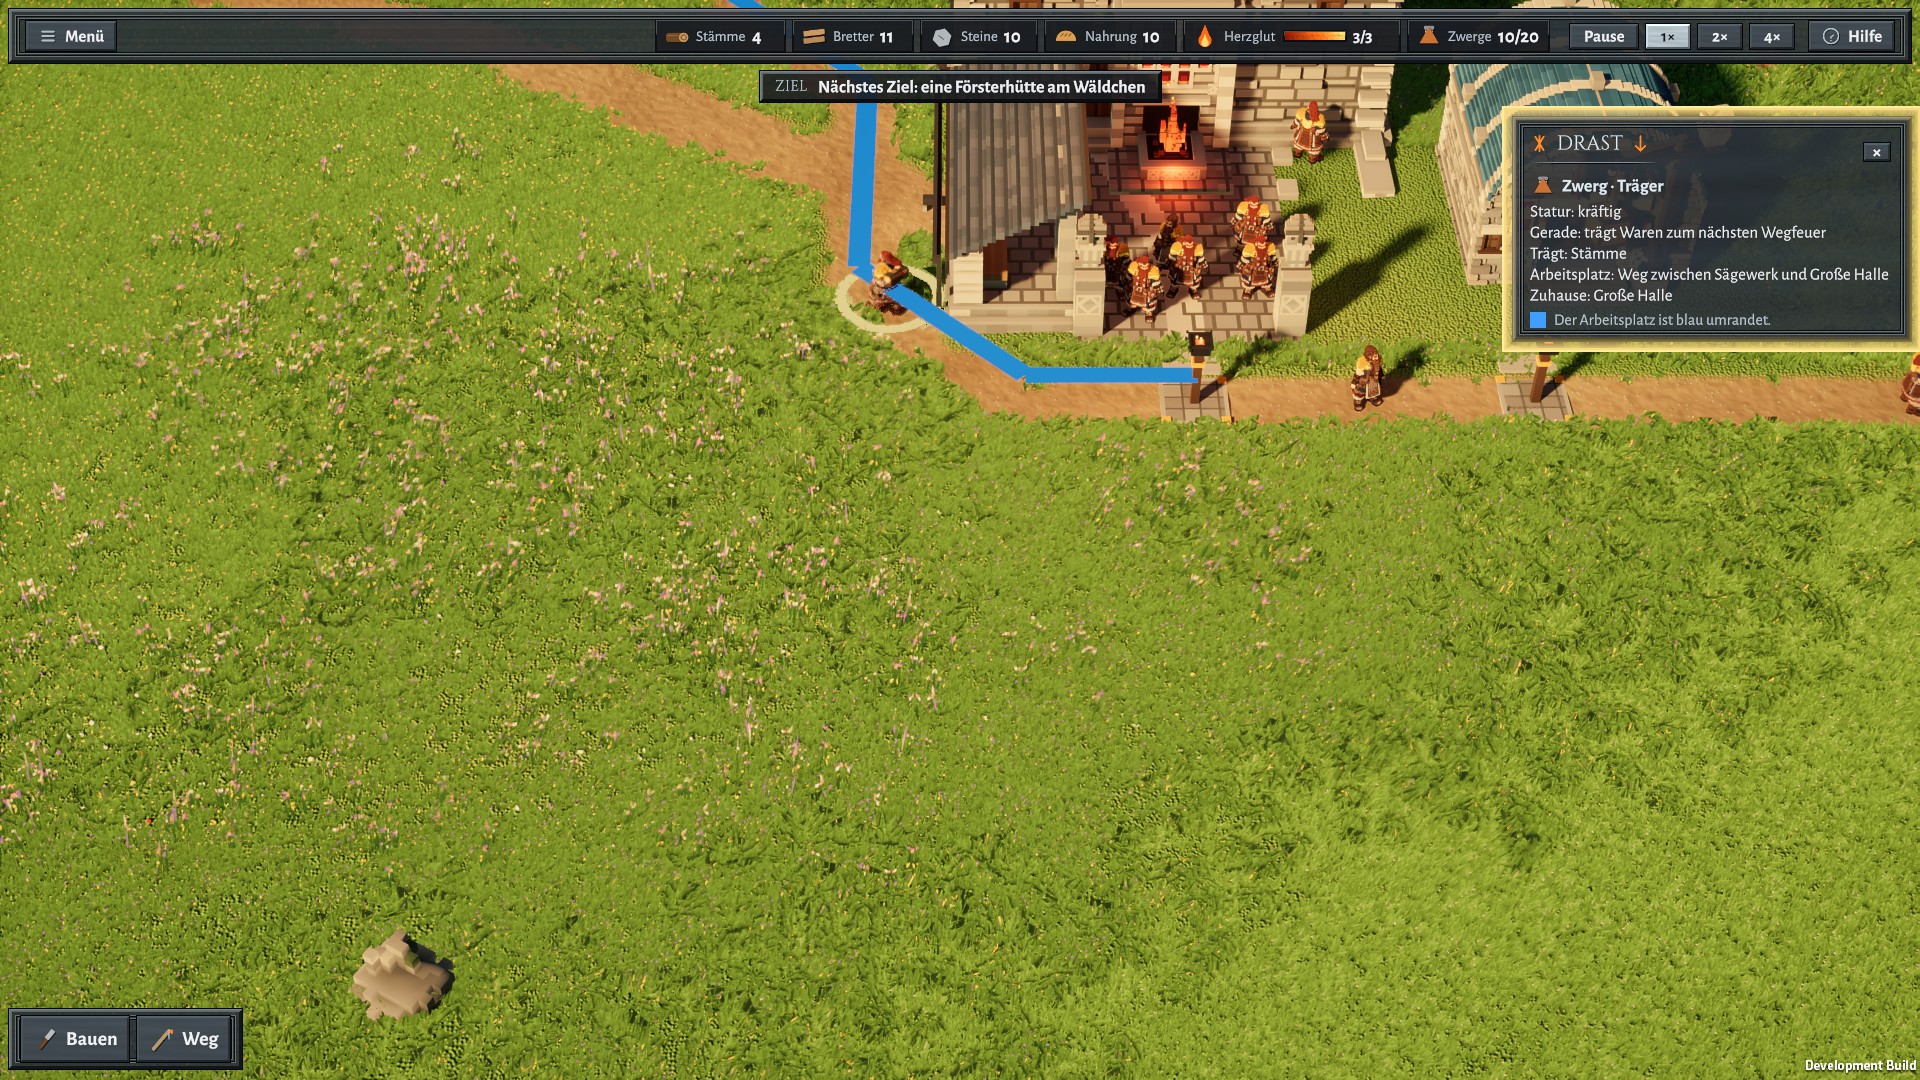 Menü
Stämme 4
Bretter 11
Steine 10
Nahrung 10
Herzglut 3/3
Zwerge 10/20
Pause
1×
2×
4×
Hilfe
ZIEL Nächstes Ziel: eine Försterhütte am Wäldchen
DRAST
×
Zwerg · Träger
Statur: kräftig
Gerade: trägt Waren zum nächsten Wegfeuer
Trägt: Stämme
Arbeitsplatz: Weg zwischen Sägewerk und Große Halle
Zuhause: Große Halle
Der Arbeitsplatz ist blau umrandet.
Bauen
Weg
Development Build